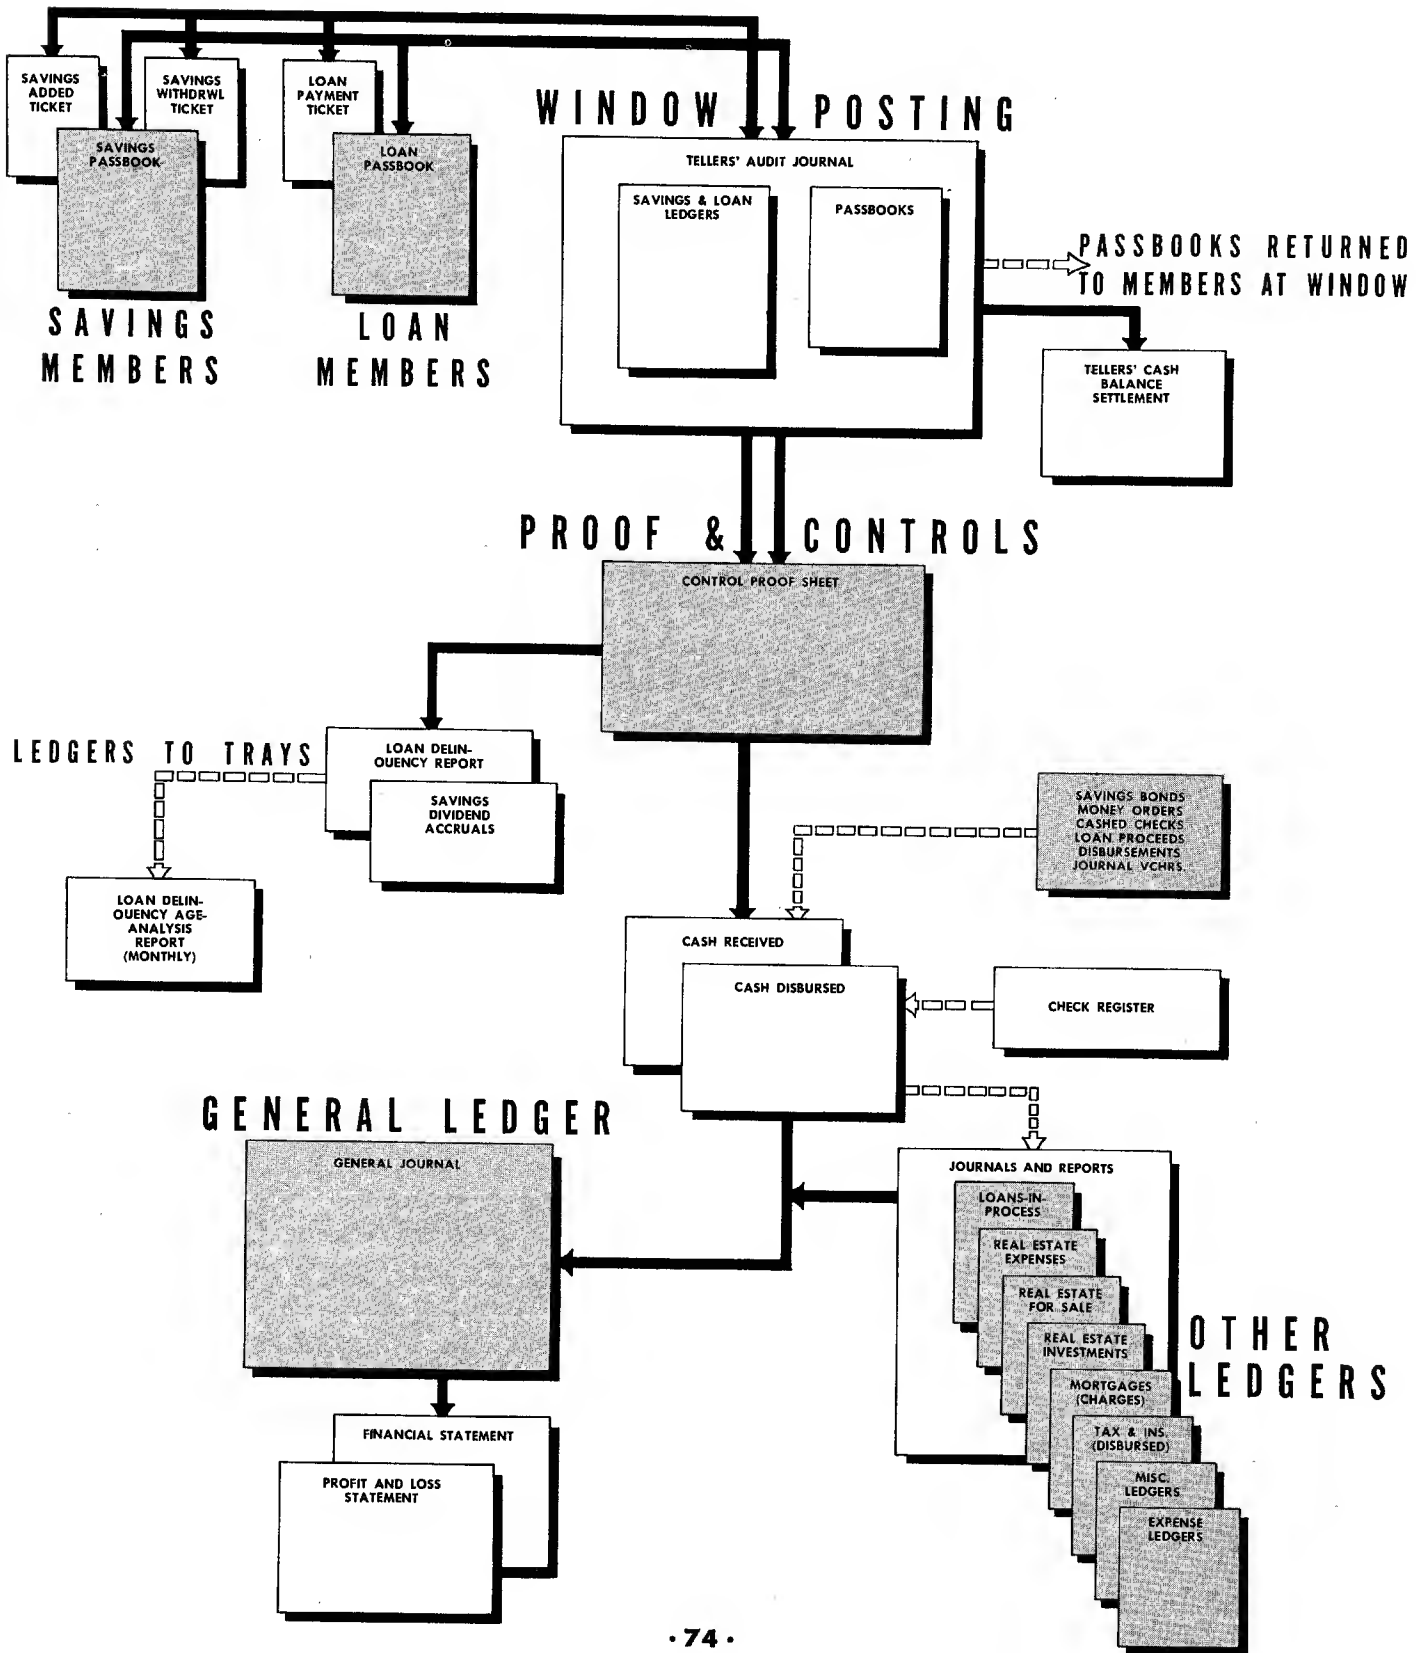 SAVINGS
ADDED
TICKET
SAVINGS
WITHDRWL
TICKET
LOAN
PAYMENT
TICKET
SAVINGS
PASSBOOK
LOAN
PASSBOOK
SAVINGS
MEMBERS
LOAN
MEMBERS
WINDOW POSTING
TELLERS' AUDIT JOURNAL
SAVINGS & LOAN
LEDGERS
PASSBOOKS
PASSBOOKS RETURNED
TO MEMBERS AT WINDOW
TELLERS' CASH
BALANCE
SETTLEMENT
PROOF & CONTROLS
CONTROL PROOF SHEET
LEDGERS TO TRAYS
LOAN DELIN-
QUENCY REPORT
SAVINGS
DIVIDEND
ACCRUALS
LOAN DELIN-
QUENCY AGE-
ANALYSIS
REPORT
(MONTHLY)
SAVINGS BONDS
MONEY ORDERS
CASHED CHECKS
LOAN PROCEEDS
DISBURSEMENTS
JOURNAL VCHRS.
CASH RECEIVED
CASH DISBURSED
CHECK REGISTER
GENERAL LEDGER
GENERAL JOURNAL
JOURNALS AND REPORTS
LOANS-IN-
PROCESS
REAL ESTATE
EXPENSES
REAL ESTATE
FOR SALE
REAL ESTATE
INVESTMENTS
MORTGAGES
(CHARGES)
TAX & INS.
(DISBURSED)
MISC.
LEDGERS
EXPENSE
LEDGERS
OTHER
LEDGERS
FINANCIAL STATEMENT
PROFIT AND LOSS
STATEMENT
• 74 •